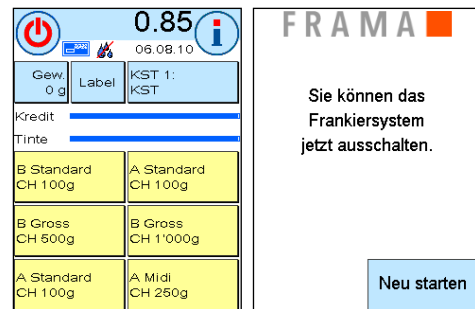 0.85
06.08.10
Gew.
0 g
Label
KST 1:
KST
Kredit
Tinte
B Standard
CH 100g
A Standard
CH 100g
B Gross
CH 500g
B Gross
CH 1'000g
A Standard
CH 100g
A Midi
CH 250g
FRAMA
Sie können das
Frankiersystem
jetzt ausschalten.
Neu starten